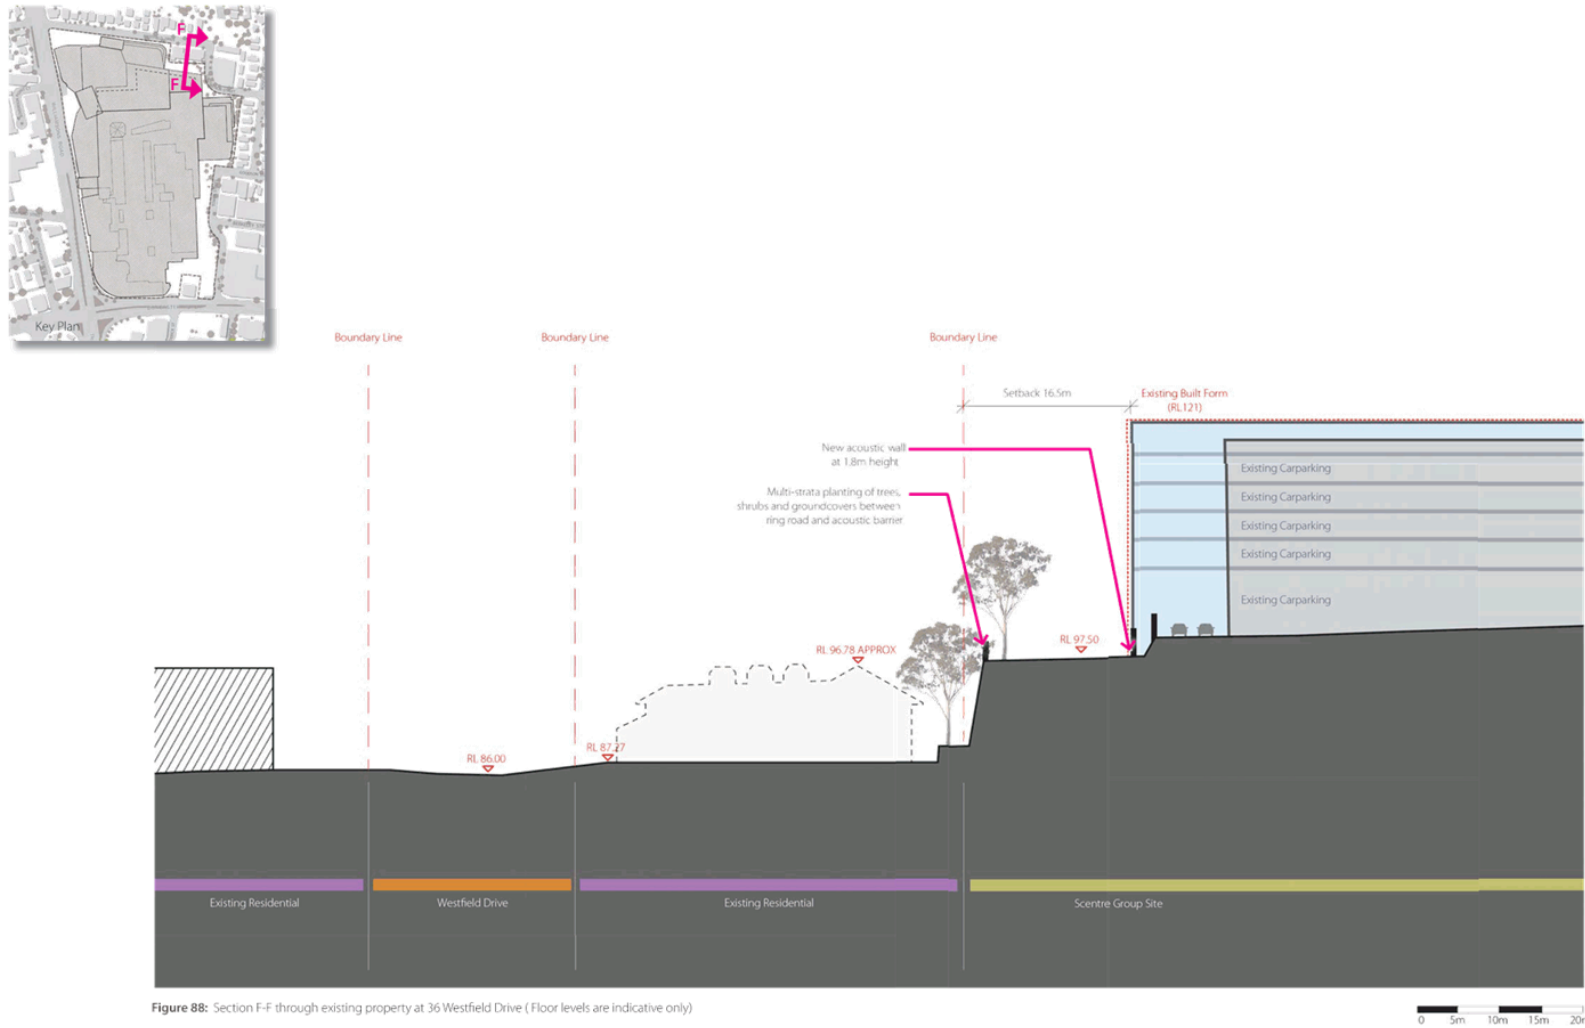 F
F
Key Plan
Boundary Line
Boundary Line
Boundary Line
Setback 16.5m
Existing Built Form
(RL121)
New acoustic wall
at 1.8m height
Multi-strata planting of trees,
shrubs and groundcovers between
ring road and acoustic barrier
Existing Carparking
Existing Carparking
Existing Carparking
Existing Carparking
Existing Carparking
RL 97.50
RL 96.78 APPROX
RL 87.27
RL 86.00
Existing Residential
Westfield Drive
Existing Residential
Scentre Group Site
Figure 88: Section F-F through existing property at 36 Westfield Drive ( Floor levels are indicative only)
0 5m 10m 15m 20m